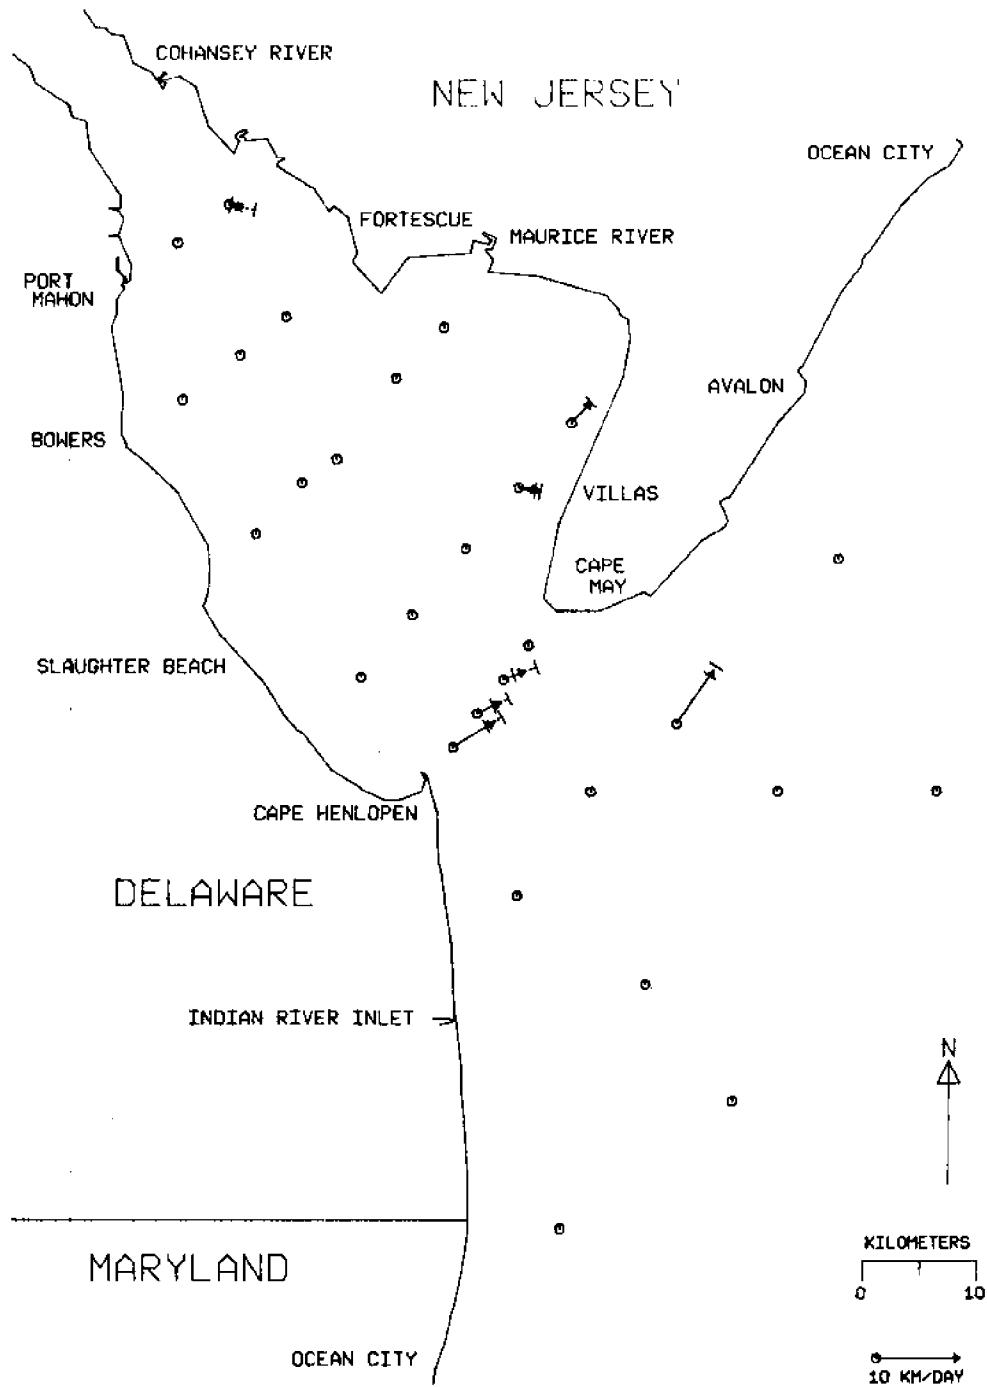 COHANSEY RIVER
NEW JERSEY
OCEAN CITY
FORTESCUE
MAURICE RIVER
PORT
MAHON
AVALON
BOWERS
VILLAS
CAPE
MAY
SLAUGHTER BEACH
CAPE HENLOPEN
DELAWARE
INDIAN RIVER INLET
N
KILOMETERS
0 10
MARYLAND
OCEAN CITY
10 KM/DAY